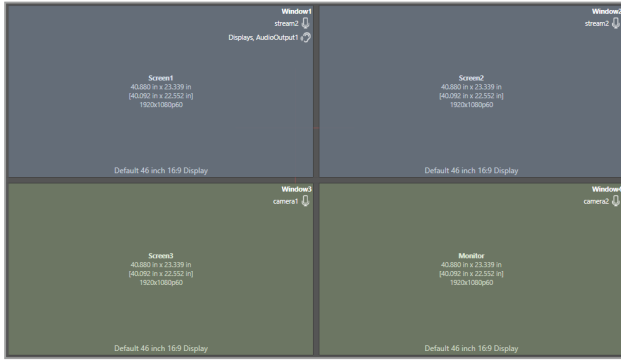 Window1
stream2
Displays, AudioOutput1
Screen1
40.880 in x 23.339 in
[40.092 in x 22.552 in]
1920x1080p60
Default 46 inch 16:9 Display
Window2
stream2
Screen2
40.880 in x 23.339 in
[40.092 in x 22.552 in]
1920x1080p60
Default 46 inch 16:9 Display
Window3
camera1
Screen3
40.880 in x 23.339 in
[40.092 in x 22.552 in]
1920x1080p60
Default 46 inch 16:9 Display
Window4
camera2
Monitor
40.880 in x 23.339 in
[40.092 in x 22.552 in]
1920x1080p60
Default 46 inch 16:9 Display